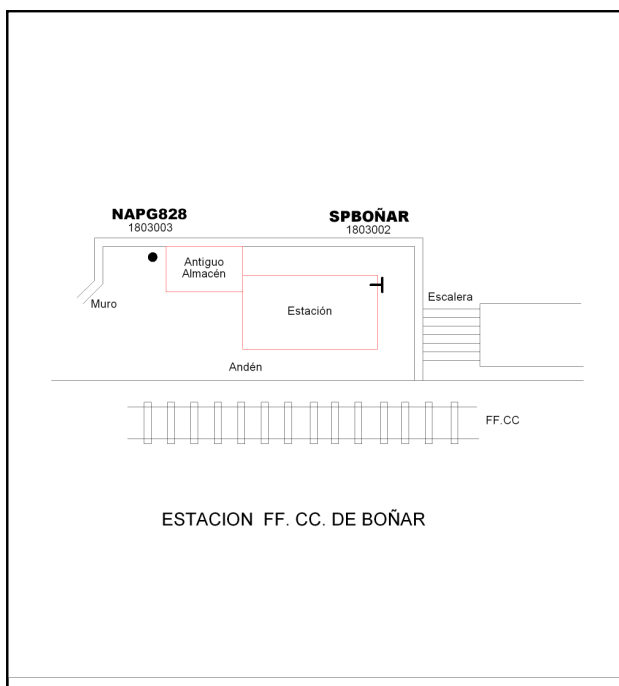 NAPG828
1803003
SPBOÑAR
1803002
Antiguo
Almacén
Muro
Estación
Escalera
Andén
FF.CC
ESTACION FF. CC. DE BOÑAR